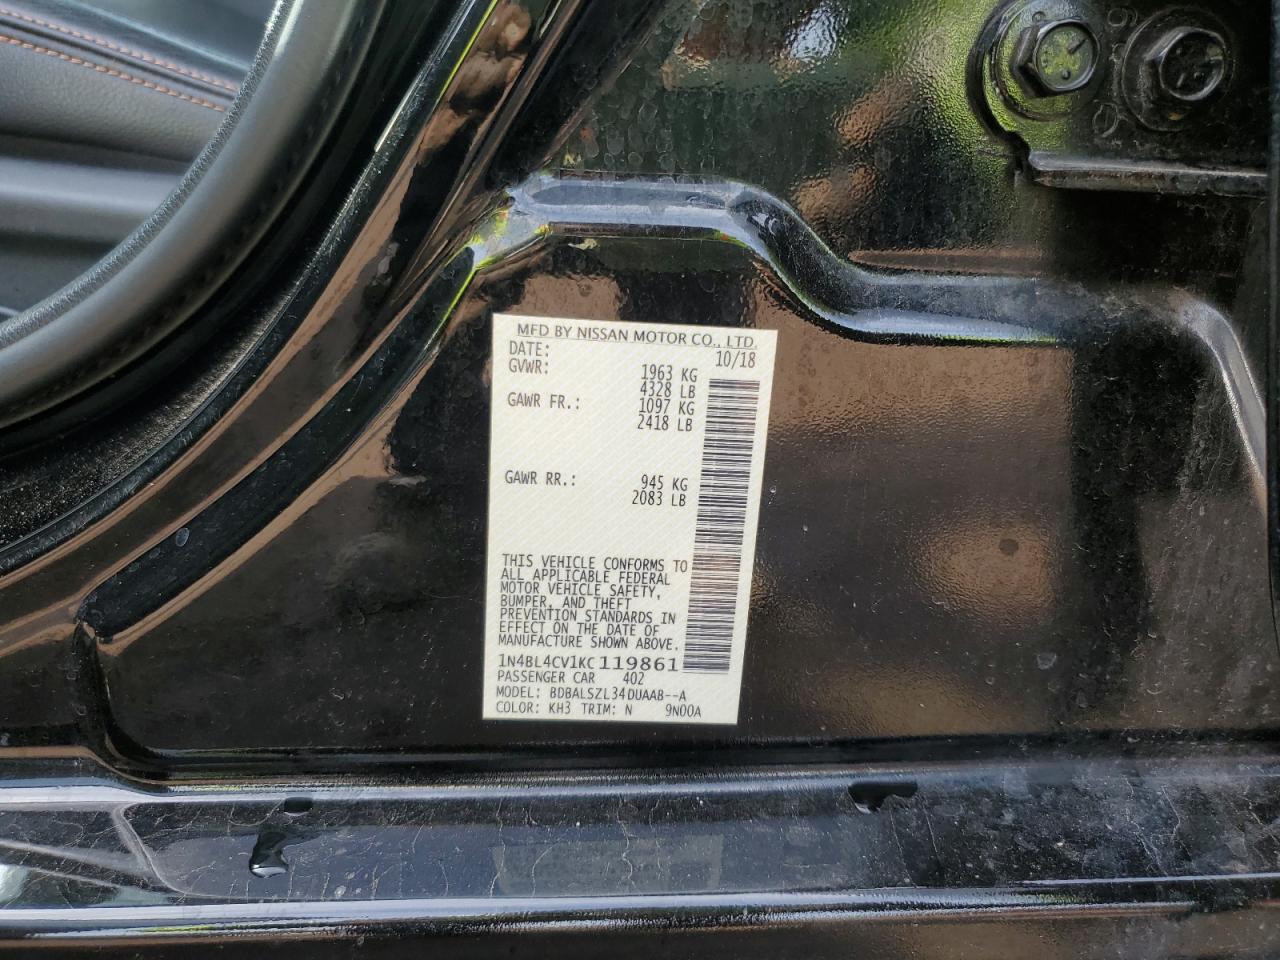 MFD BY NISSAN MOTOR CO., LTD.
DATE: 10/18
GVWR: 1963 KG
4328 LB
GAWR FR.: 1097 KG
2418 LB
GAWR RR.: 945 KG
2083 LB
THIS VEHICLE CONFORMS TO
ALL APPLICABLE FEDERAL
MOTOR VEHICLE SAFETY,
BUMPER, AND THEFT
PREVENTION STANDARDS IN
EFFECT ON THE DATE OF
MANUFACTURE SHOWN ABOVE.
1N4BL4CV1KC119861
PASSENGER CAR 402
MODEL: BDBALSZL34DUAAB--A
COLOR: KH3 TRIM: N 9N00A